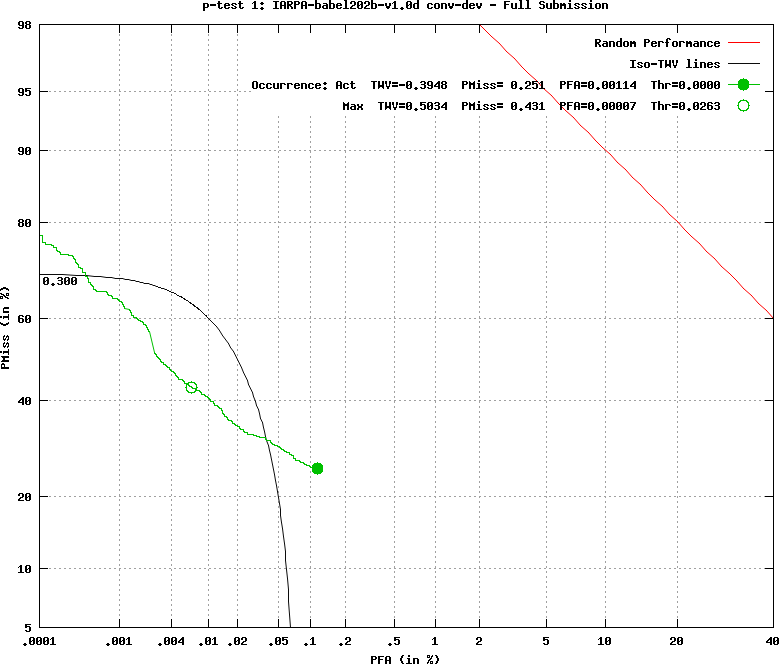 p-test 1: IARPA-babel202b-v1.0d conv-dev - Full Submission
Random Performance
Iso-TWV lines
Occurrence: Act TWV=-0.3948 PMiss= 0.251 PFA=0.00114 Thr=0.0000
Max TWV=0.5034 PMiss= 0.431 PFA=0.00007 Thr=0.0263
98
95
90
80
60
40
20
10
5
PMiss (in %)
0.300
.0001 .001 .004 .01 .02 .05 .1 .2 .5 1 2 5 10 20 40
PFA (in %)